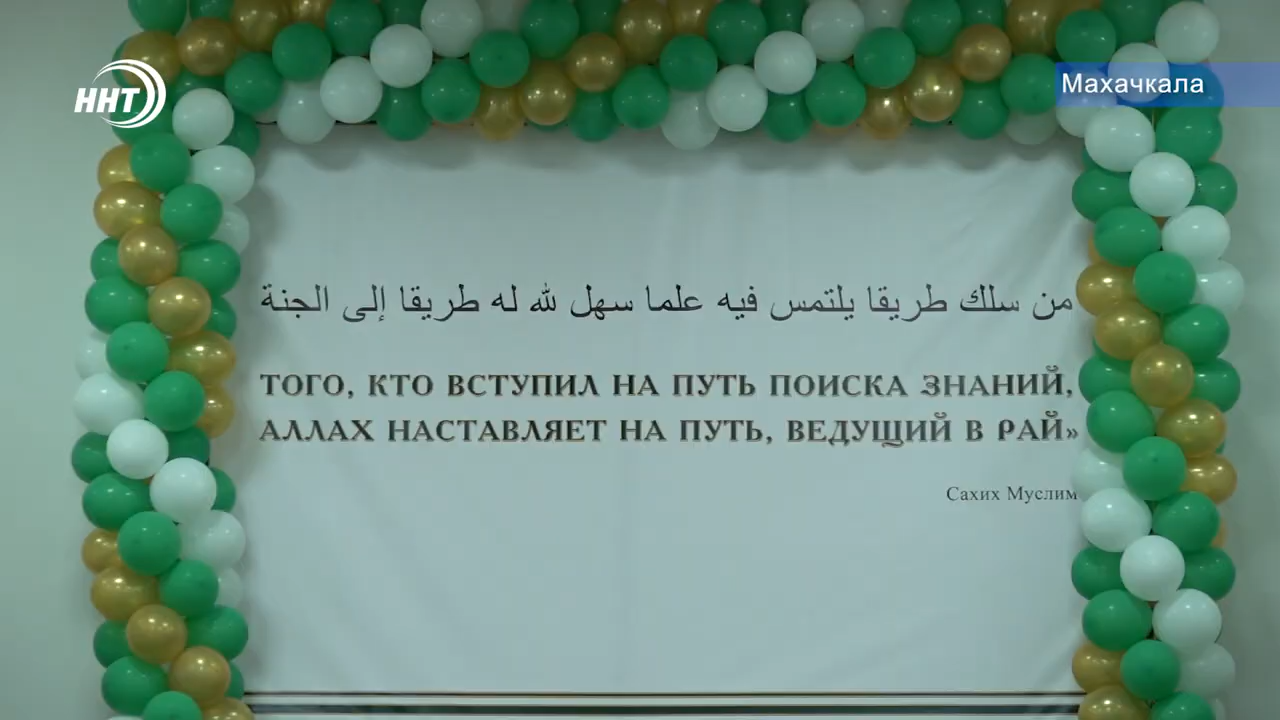 ННТ
Махачкала
من سلك طريقا يلتمس فيه علما سهل لله له طريقا إلى الجنة
ТОГО, КТО ВСТУПИЛ НА ПУТЬ ПОИСКА ЗНАНИЙ,
АЛЛАХ НАСТАВЛЯЕТ НА ПУТЬ, ВЕДУЩИЙ В РАЙ»
Сахих Муслим